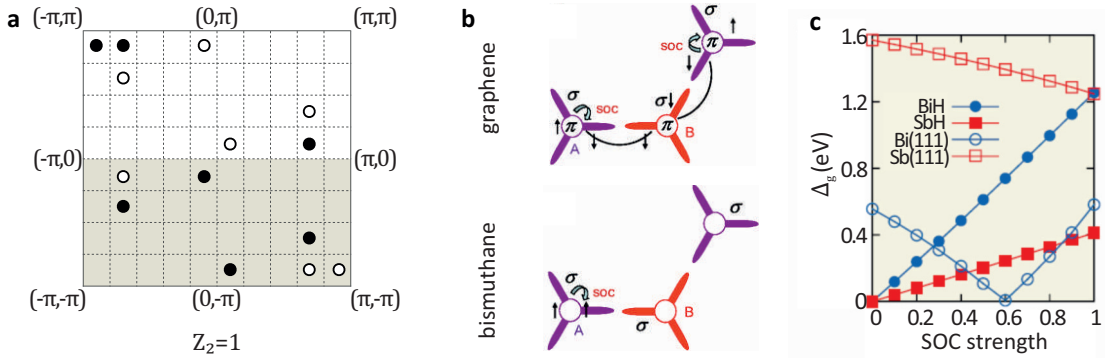 a
(-π,π) (0,π) (π,π)
(-π,0) (π,0)
(-π,-π) (0,-π) (π,-π)
Z₂=1
b
graphene
σ
SOC
π
σ
SOC
π
A
σ
π
B
bismuthane
σ
σ
SOC
A
σ
B
c
Δg (eV)
1.6
1.2
0.8
0.4
0
BiH
SbH
Bi(111)
Sb(111)
0 0.2 0.4 0.6 0.8 1
SOC strength